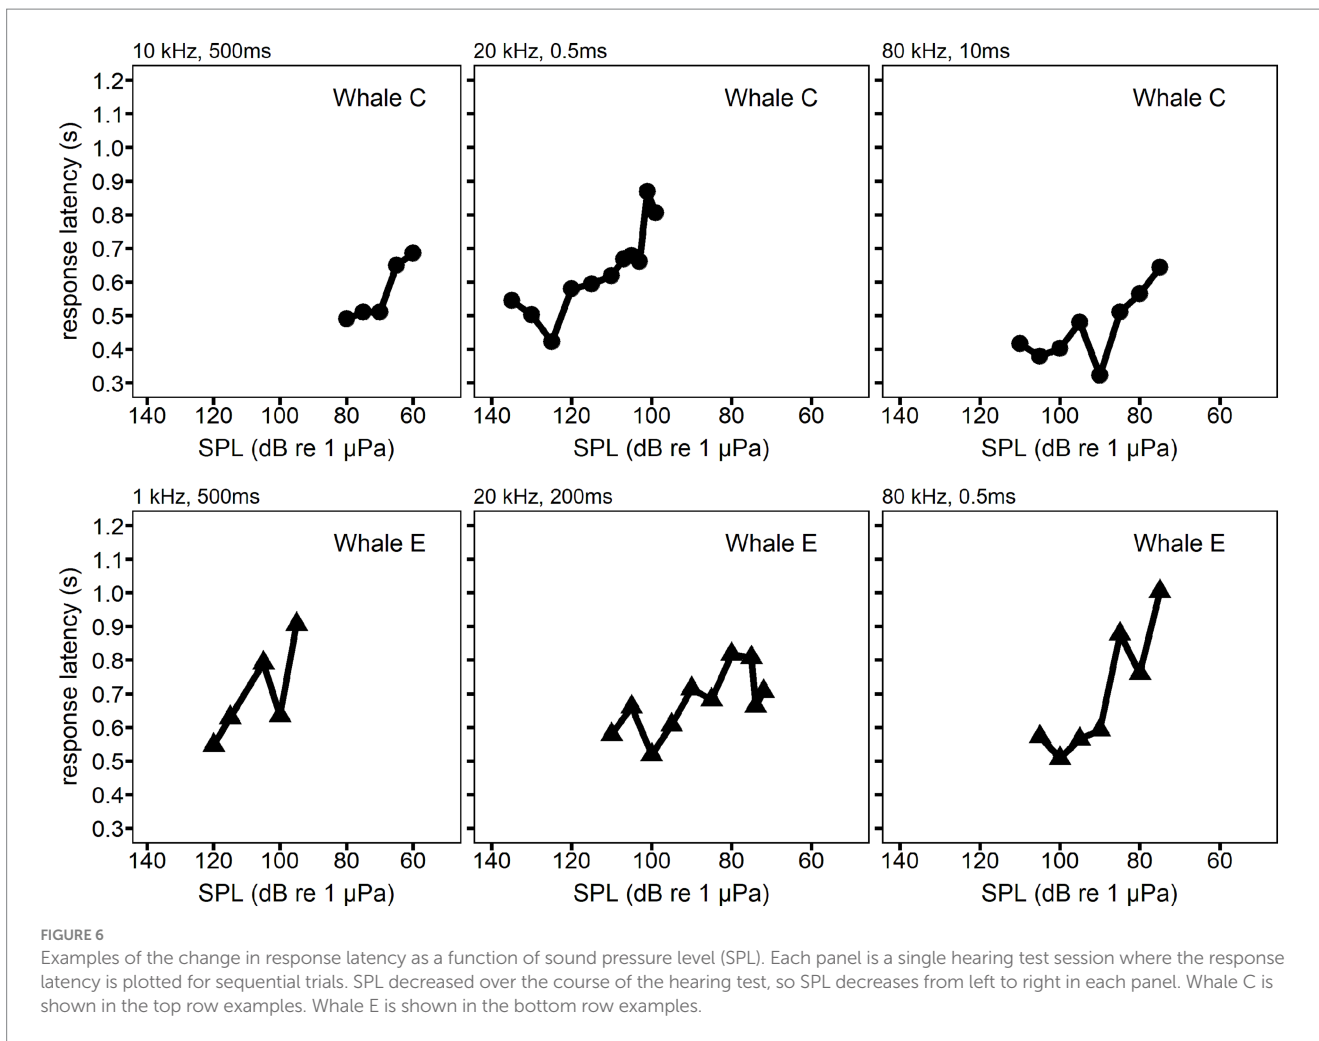 10 kHz, 500ms
20 kHz, 0.5ms
80 kHz, 10ms
Whale C
Whale C
Whale C
response latency (s)
1.2
1.1
1.0
0.9
0.8
0.7
0.6
0.5
0.4
0.3
140 120 100 80 60
140 120 100 80 60
140 120 100 80 60
SPL (dB re 1 µPa)
SPL (dB re 1 µPa)
SPL (dB re 1 µPa)
1 kHz, 500ms
20 kHz, 200ms
80 kHz, 0.5ms
Whale E
Whale E
Whale E
response latency (s)
1.2
1.1
1.0
0.9
0.8
0.7
0.6
0.5
0.4
0.3
140 120 100 80 60
140 120 100 80 60
140 120 100 80 60
SPL (dB re 1 µPa)
SPL (dB re 1 µPa)
SPL (dB re 1 µPa)
FIGURE 6
Examples of the change in response latency as a function of sound pressure level (SPL). Each panel is a single hearing test session where the response
latency is plotted for sequential trials. SPL decreased over the course of the hearing test, so SPL decreases from left to right in each panel. Whale C is
shown in the top row examples. Whale E is shown in the bottom row examples.